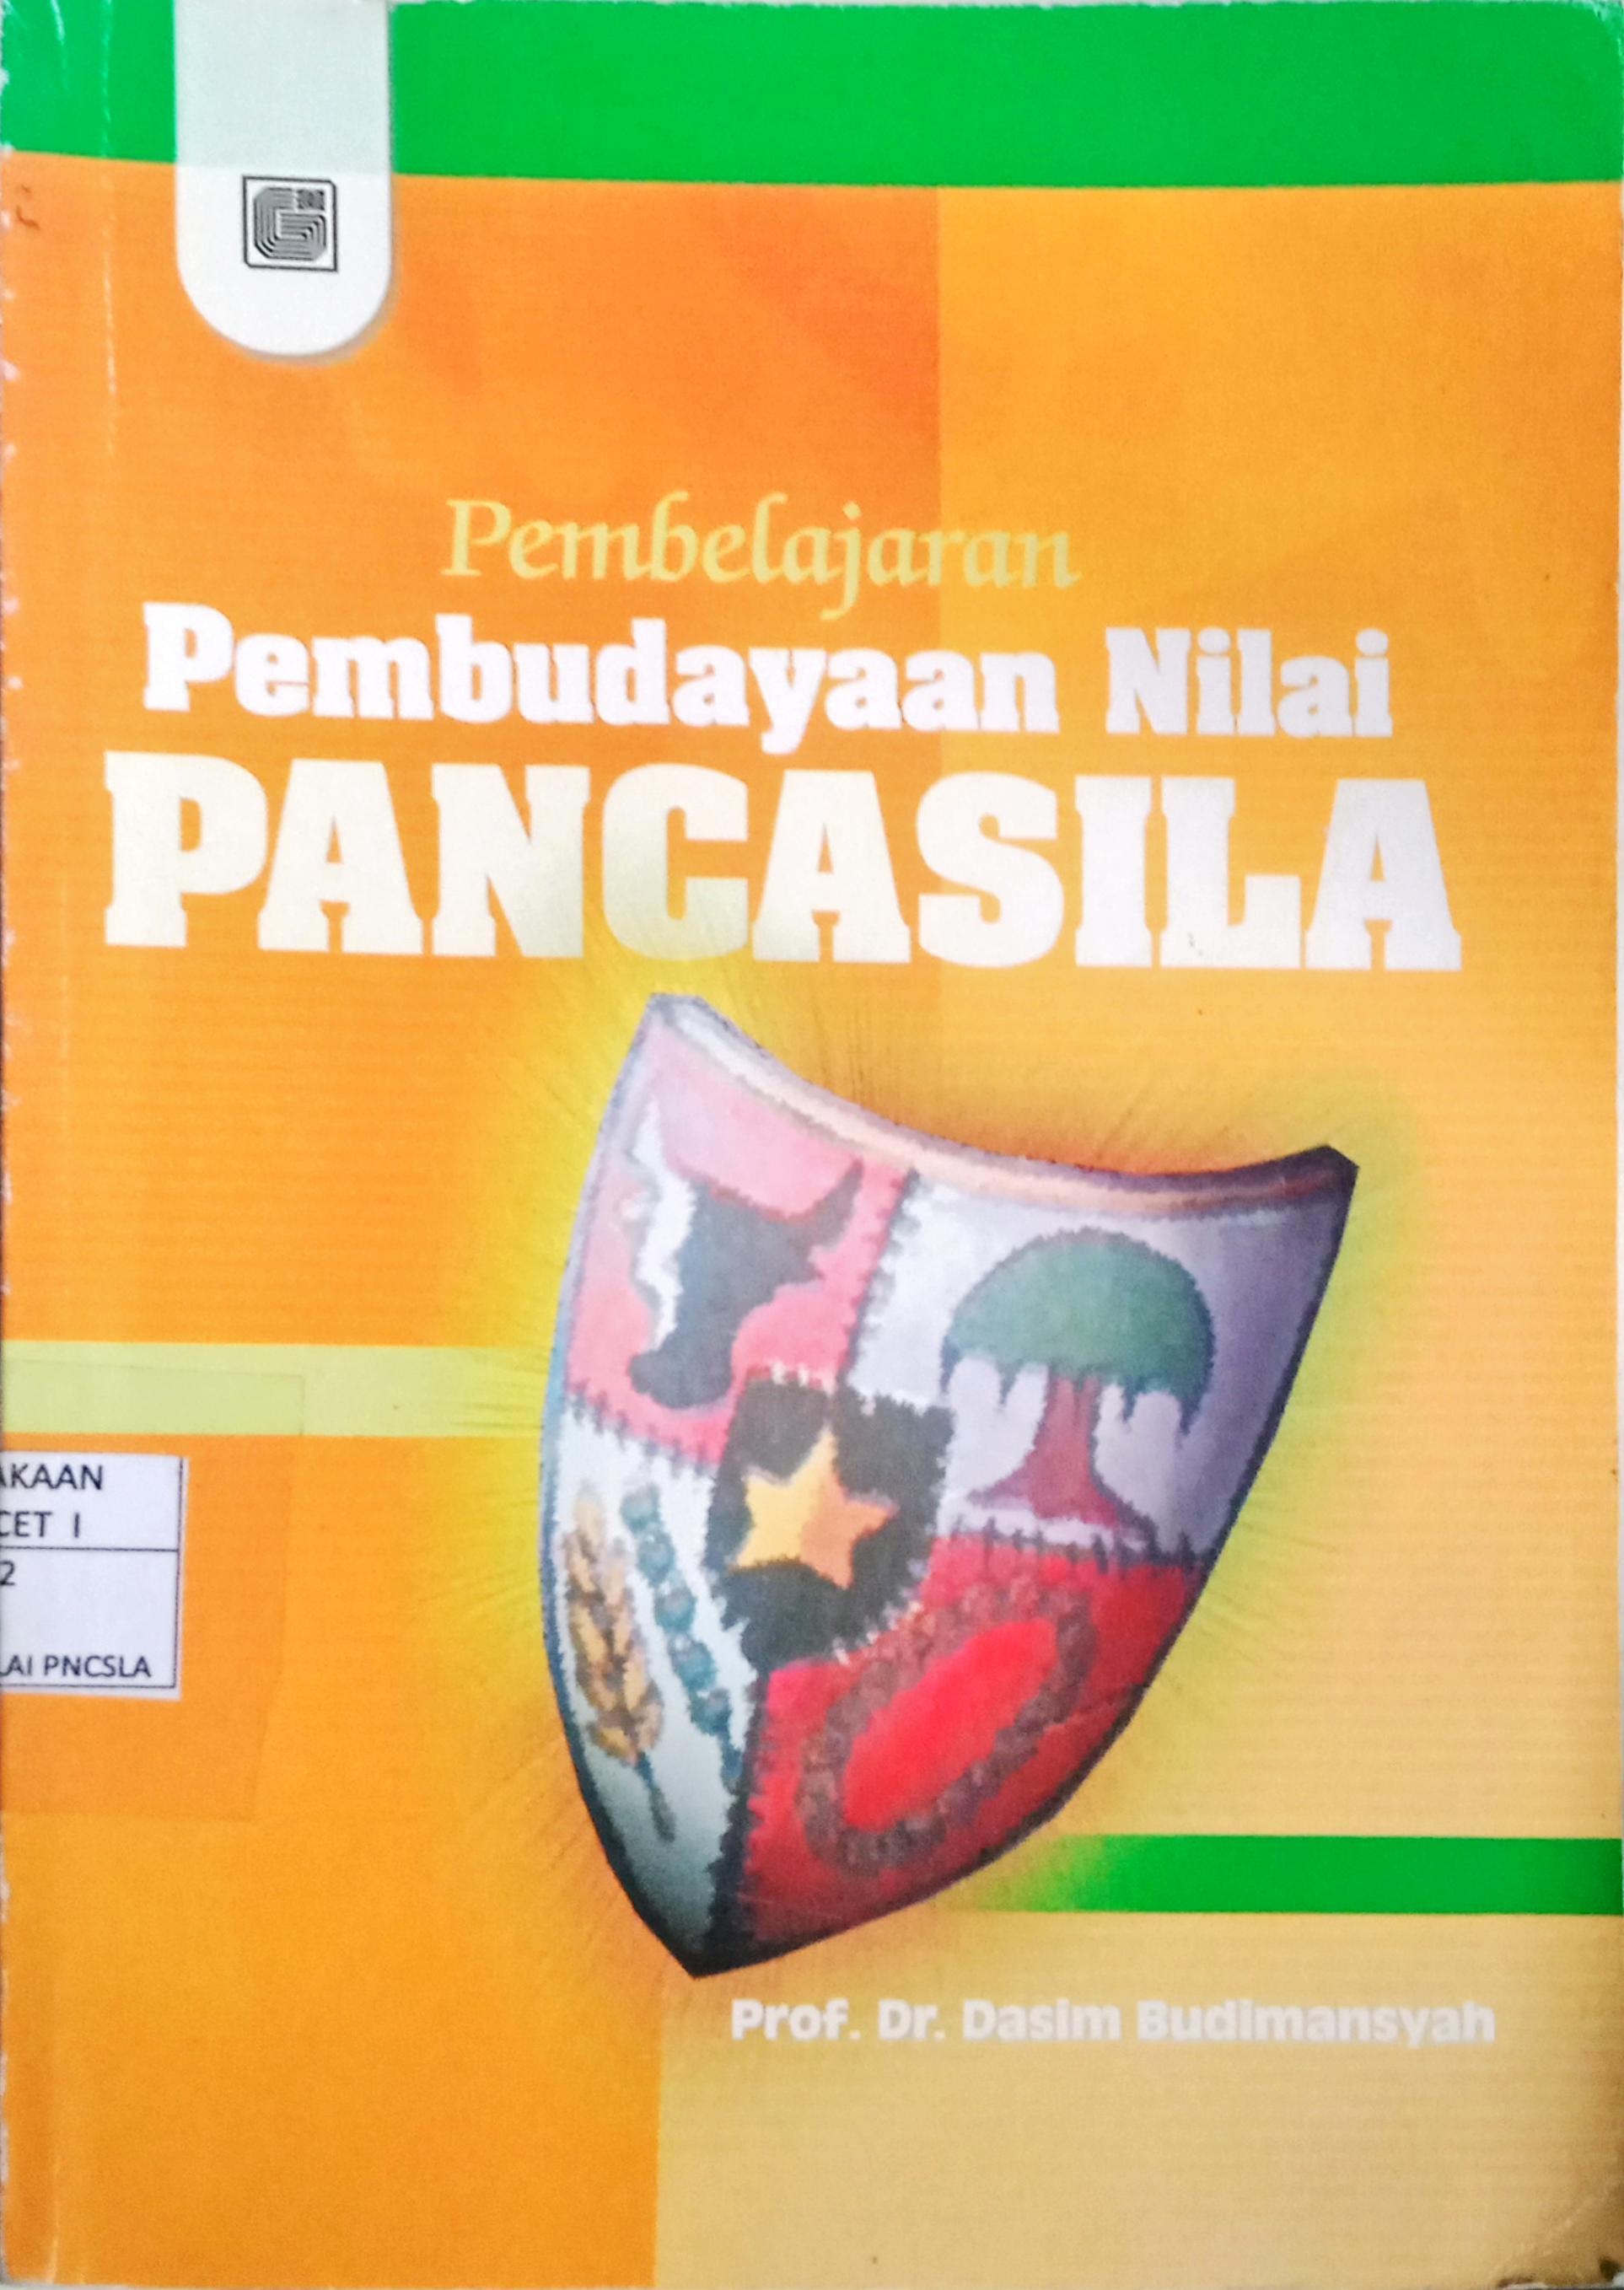 Pembelajaran
Pembudayaan Nilai
PANCASILA
AKAAN
CET I
2
LAI PNCSLA
Prof. Dr. Dasim Budimansyah